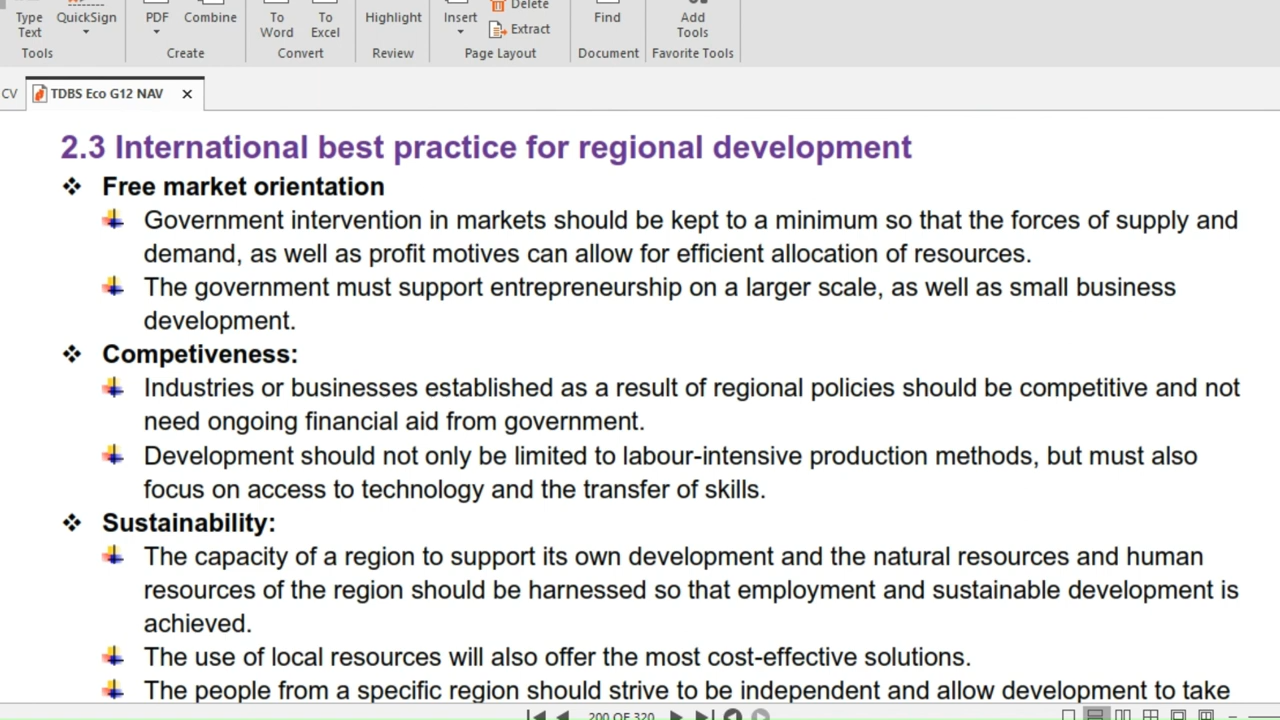 Type QuickSign PDF Combine To To Highlight Insert Delete Find Add
Text Word Excel Extract Tools
Tools Create Convert Review Page Layout Document Favorite Tools
CV TDBS Eco G12 NAV
2.3 International best practice for regional development
❖ Free market orientation
Government intervention in markets should be kept to a minimum so that the forces of supply and
demand, as well as profit motives can allow for efficient allocation of resources.
The government must support entrepreneurship on a larger scale, as well as small business
development.
❖ Competiveness:
Industries or businesses established as a result of regional policies should be competitive and not
need ongoing financial aid from government.
Development should not only be limited to labour-intensive production methods, but must also
focus on access to technology and the transfer of skills.
❖ Sustainability:
The capacity of a region to support its own development and the natural resources and human
resources of the region should be harnessed so that employment and sustainable development is
achieved.
The use of local resources will also offer the most cost-effective solutions.
The people from a specific region should strive to be independent and allow development to take
200 OF 320